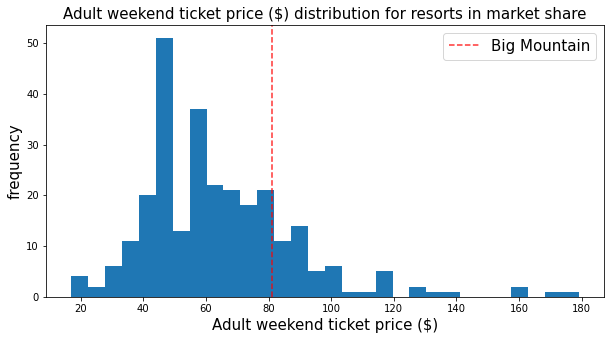 Adult weekend ticket price ($) distribution for resorts in market share
Big Mountain
50
40
30
20
10
0
frequency
20 40 60 80 100 120 140 160 180
Adult weekend ticket price ($)